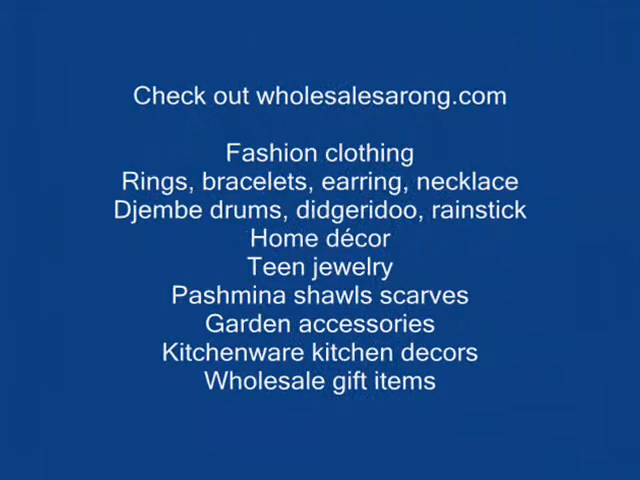 Check out wholesalesarong.com
Fashion clothing
Rings, bracelets, earring, necklace
Djembe drums, didgeridoo, rainstick
Home décor
Teen jewelry
Pashmina shawls scarves
Garden accessories
Kitchenware kitchen decors
Wholesale gift items